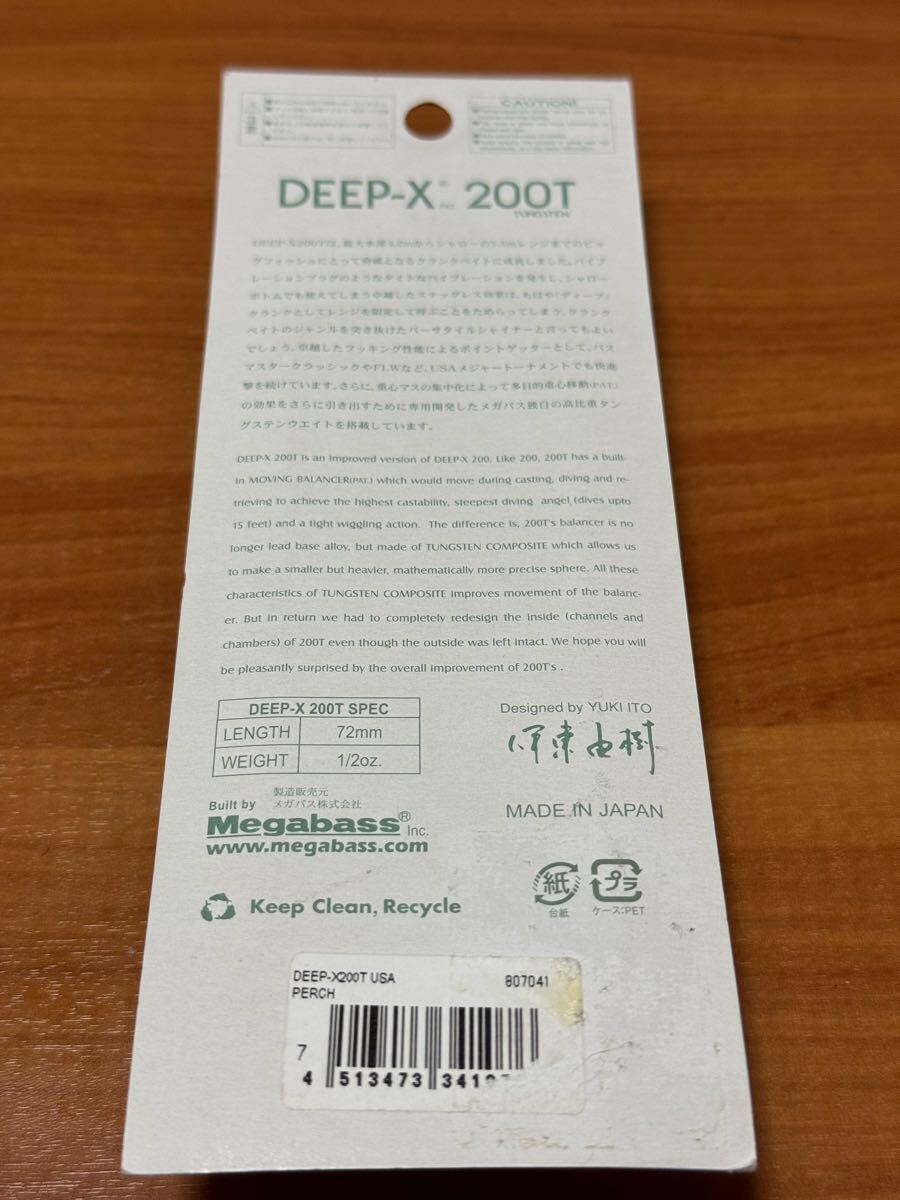 CAUTION!
DEEP-X 200T
TUNGSTEN
DEEP-X200Tは、最大水深4.0mからシャローの1.5mレンジまでのビッ
グフィッシュにとって脅威となるクランクベイトに成長しました。バイブ
レーションプラグのようなタイトなバイブレーションを発生し、シャロー
ボトムでも使えてしまう卓越したスナッグレス効果は、もはや「ディープ」
クランクとしてレンジを限定して呼ぶことをためらってしまう、クランク
ベイトのジャンルを突き抜けたバーサタイルシャイナーと言ってもよい
でしょう。卓越したフッキング性能によるポイントゲッターとして、バス
マスタークラッシックやFLWなど、USAメジャートーナメントでも快進
撃を続けています。さらに、重心マスの集中化によって多目的重心移動(PAT.)
の効果をさらに引き出すために専用開発したメガバス独自の高比重タン
グステンウエイトを搭載しています。
DEEP-X 200T is an improved version of DEEP-X 200. Like 200, 200T has a built-
in MOVING BALANCER(PAT.) which would move during casting, diving and re-
trieving to achieve the highest castability, steepest diving angel (dives upto
15 feet) and a tight wiggling action. The difference is, 200T's balancer is no
longer lead base alloy, but made of TUNGSTEN COMPOSITE which allows us
to make a smaller but heavier, mathematically more precise sphere. All these
characteristics of TUNGSTEN COMPOSITE improves movement of the balanc-
er. But in return we had to completely redesign the inside (channels and
chambers) of 200T even though the outside was left intact. We hope you will
be pleasantly surprised by the overall improvement of 200T's .
DEEP-X 200T SPEC
LENGTH 72mm
WEIGHT 1/2oz.
Designed by YUKI ITO
伊東由樹
製造販売元
Built by メガバス株式会社
Megabass® Inc.
www.megabass.com
MADE IN JAPAN
紙 プラ
台紙 ケース:PET
Keep Clean, Recycle
DEEP-X200T USA 807041
PERCH
7
4 513473 341